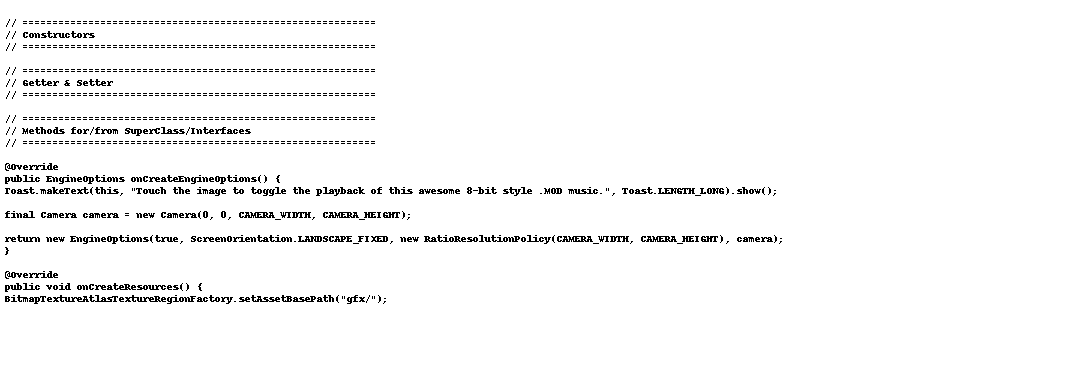 // ===========================================================
// Constructors
// ===========================================================
// ===========================================================
// Getter & Setter
// ===========================================================
// ===========================================================
// Methods for/from SuperClass/Interfaces
// ===========================================================
@Override
public EngineOptions onCreateEngineOptions() {
Toast.makeText(this, "Touch the image to toggle the playback of this awesome 8-bit style .MOD music.", Toast.LENGTH_LONG).show();
final Camera camera = new Camera(0, 0, CAMERA_WIDTH, CAMERA_HEIGHT);
return new EngineOptions(true, ScreenOrientation.LANDSCAPE_FIXED, new RatioResolutionPolicy(CAMERA_WIDTH, CAMERA_HEIGHT), camera);
}
@Override
public void onCreateResources() {
BitmapTextureAtlasTextureRegionFactory.setAssetBasePath("gfx/");